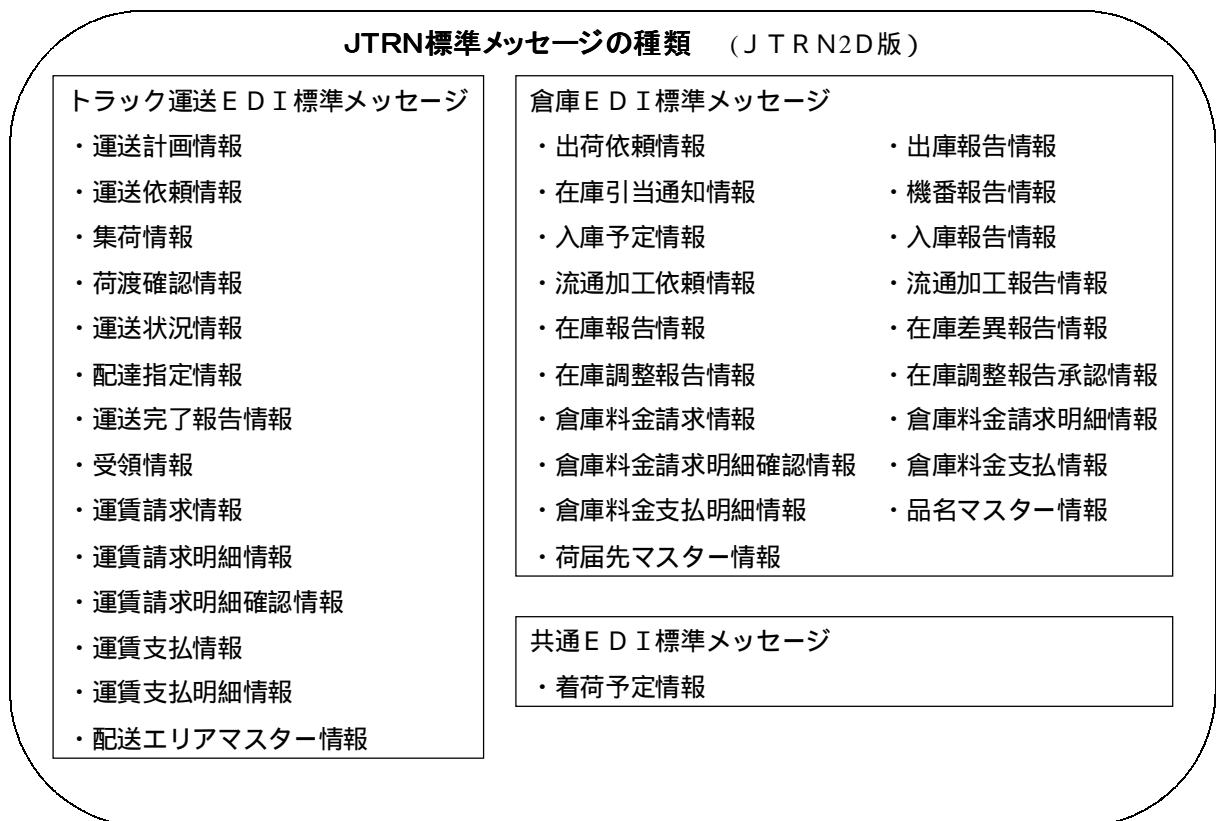 JTRN標準メッセージの種類 (ＪＴＲＮ2Ｄ版)
トラック運送ＥＤＩ標準メッセージ
・運送計画情報
・運送依頼情報
・集荷情報
・荷渡確認情報
・運送状況情報
・配達指定情報
・運送完了報告情報
・受領情報
・運賃請求情報
・運賃請求明細情報
・運賃請求明細確認情報
・運賃支払情報
・運賃支払明細情報
・配送エリアマスター情報
倉庫ＥＤＩ標準メッセージ
・出荷依頼情報 ・出庫報告情報
・在庫引当通知情報 ・機番報告情報
・入庫予定情報 ・入庫報告情報
・流通加工依頼情報 ・流通加工報告情報
・在庫報告情報 ・在庫差異報告情報
・在庫調整報告情報 ・在庫調整報告承認情報
・倉庫料金請求情報 ・倉庫料金請求明細情報
・倉庫料金請求明細確認情報 ・倉庫料金支払情報
・倉庫料金支払明細情報 ・品名マスター情報
・荷届先マスター情報
共通ＥＤＩ標準メッセージ
・着荷予定情報